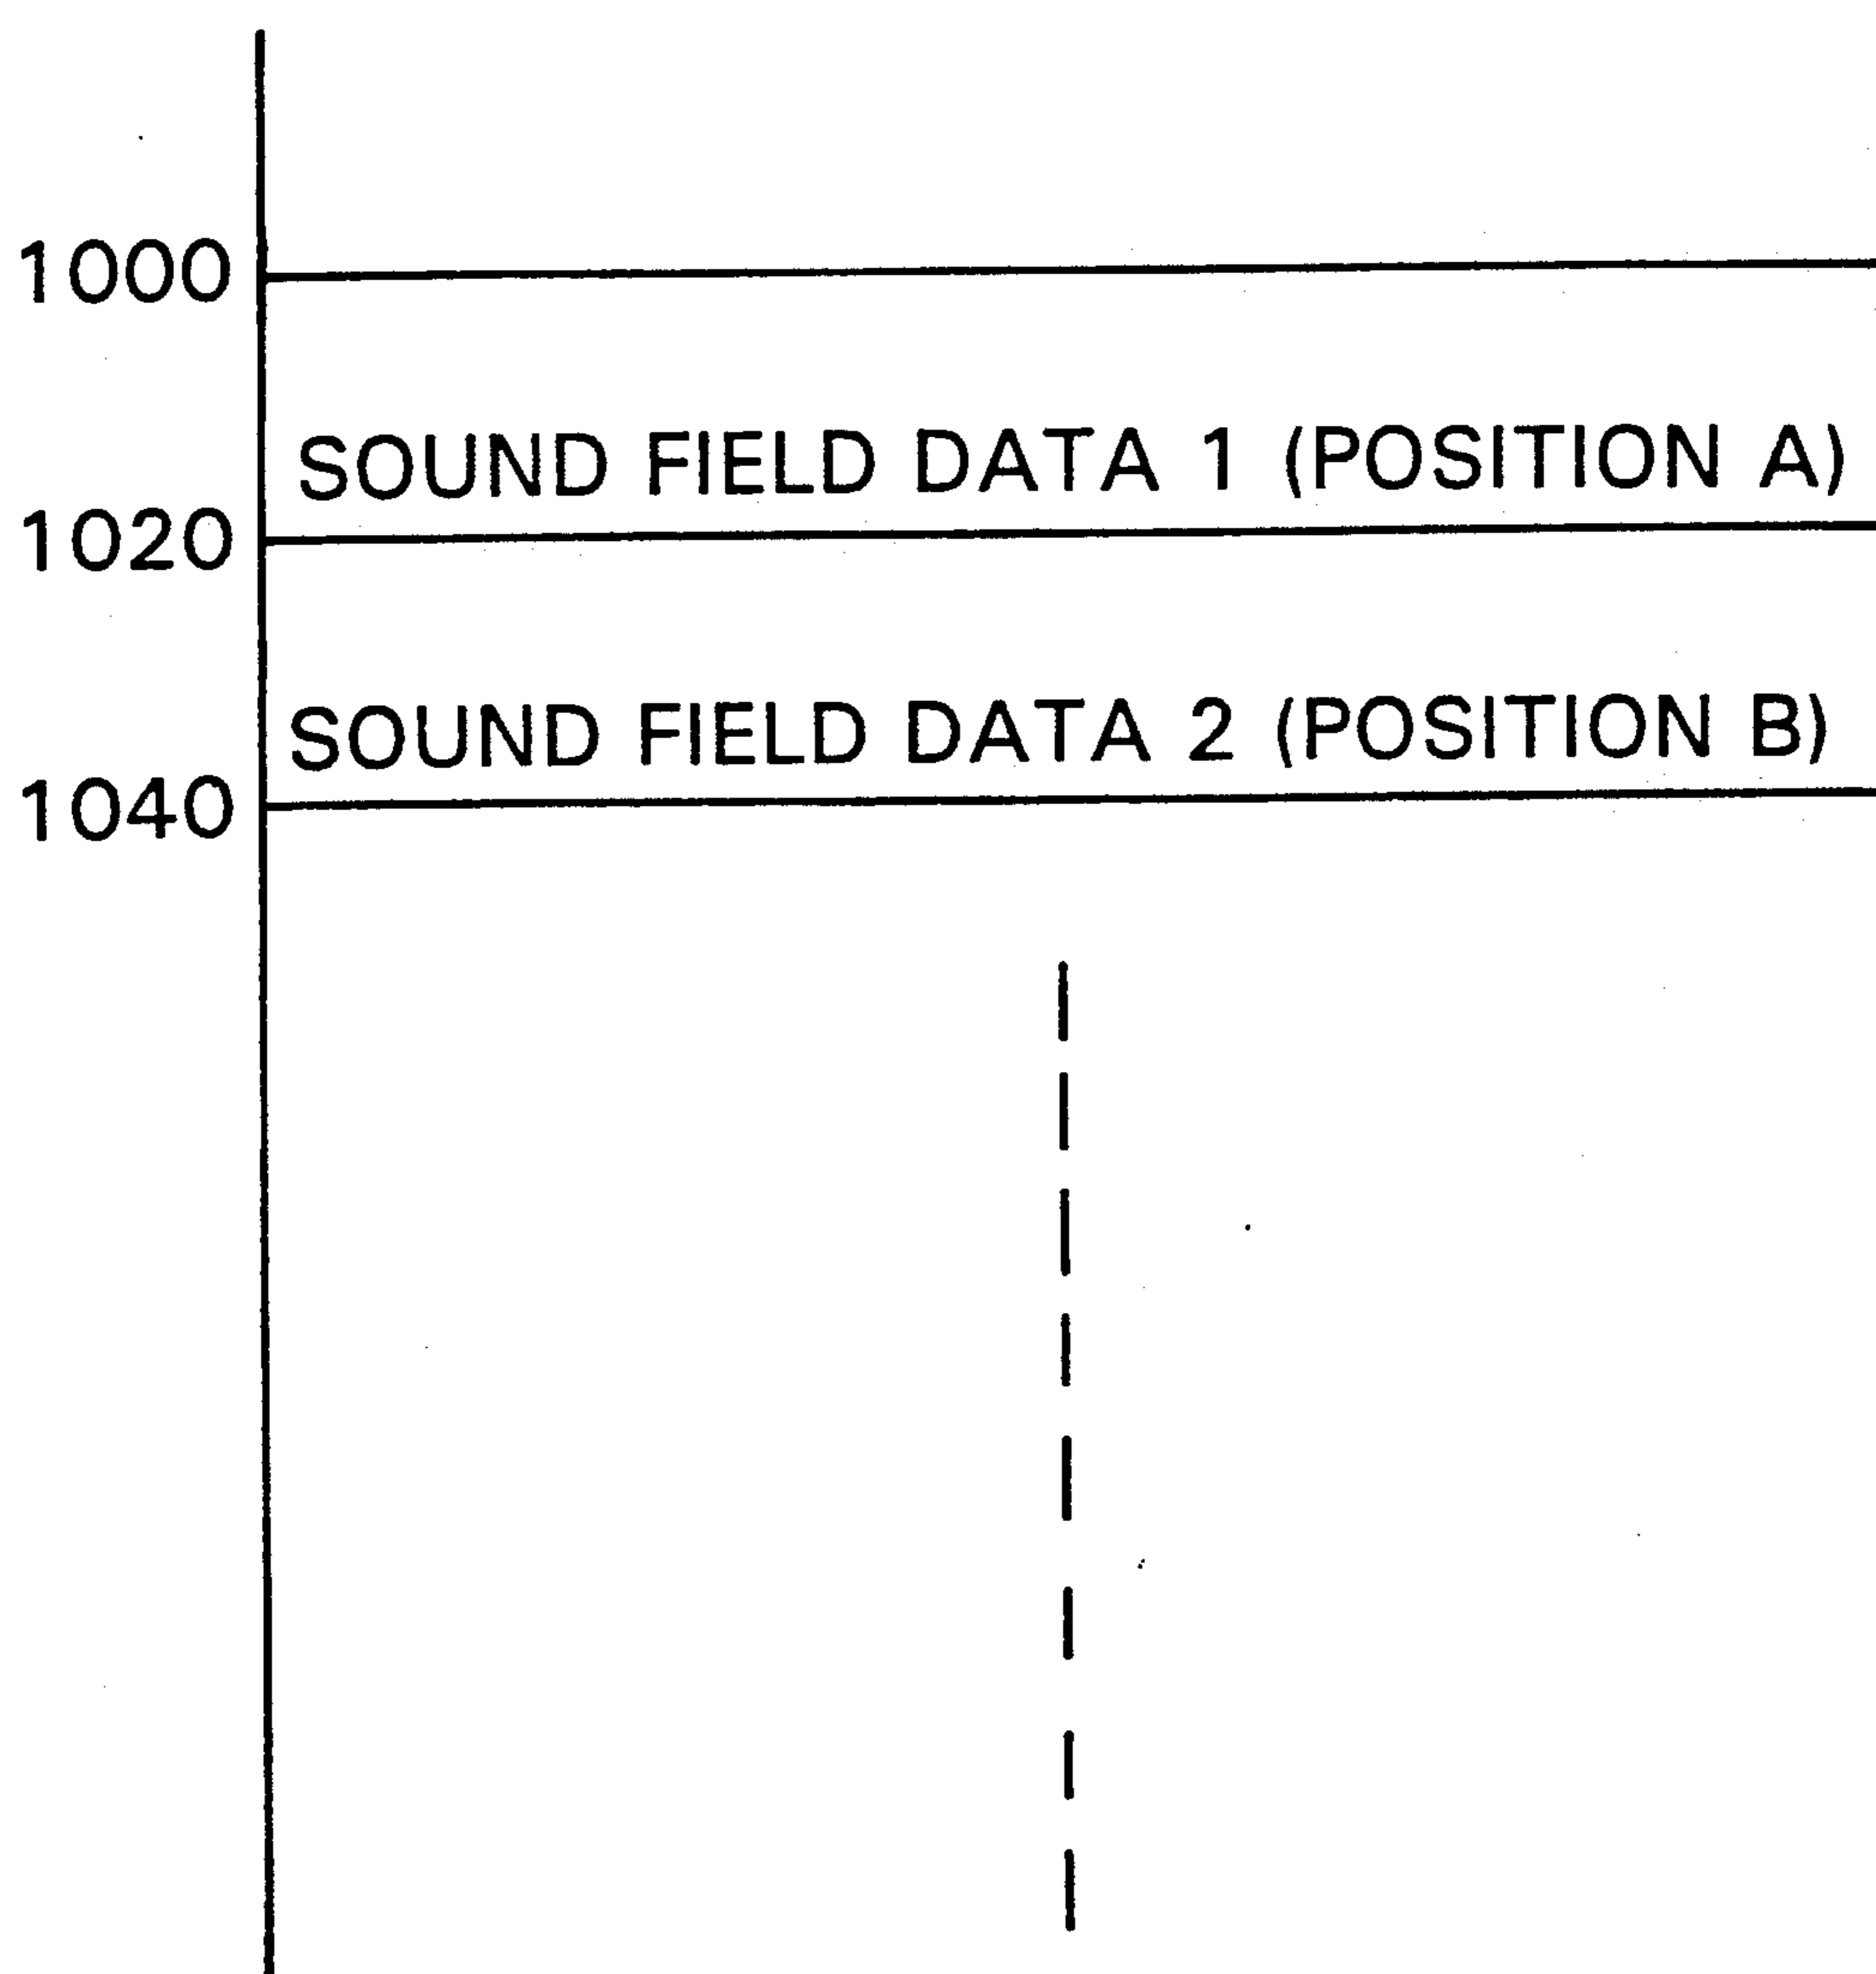 1000
SOUND FIELD DATA 1 (POSITION A)
1020
SOUND FIELD DATA 2 (POSITION B)
1040